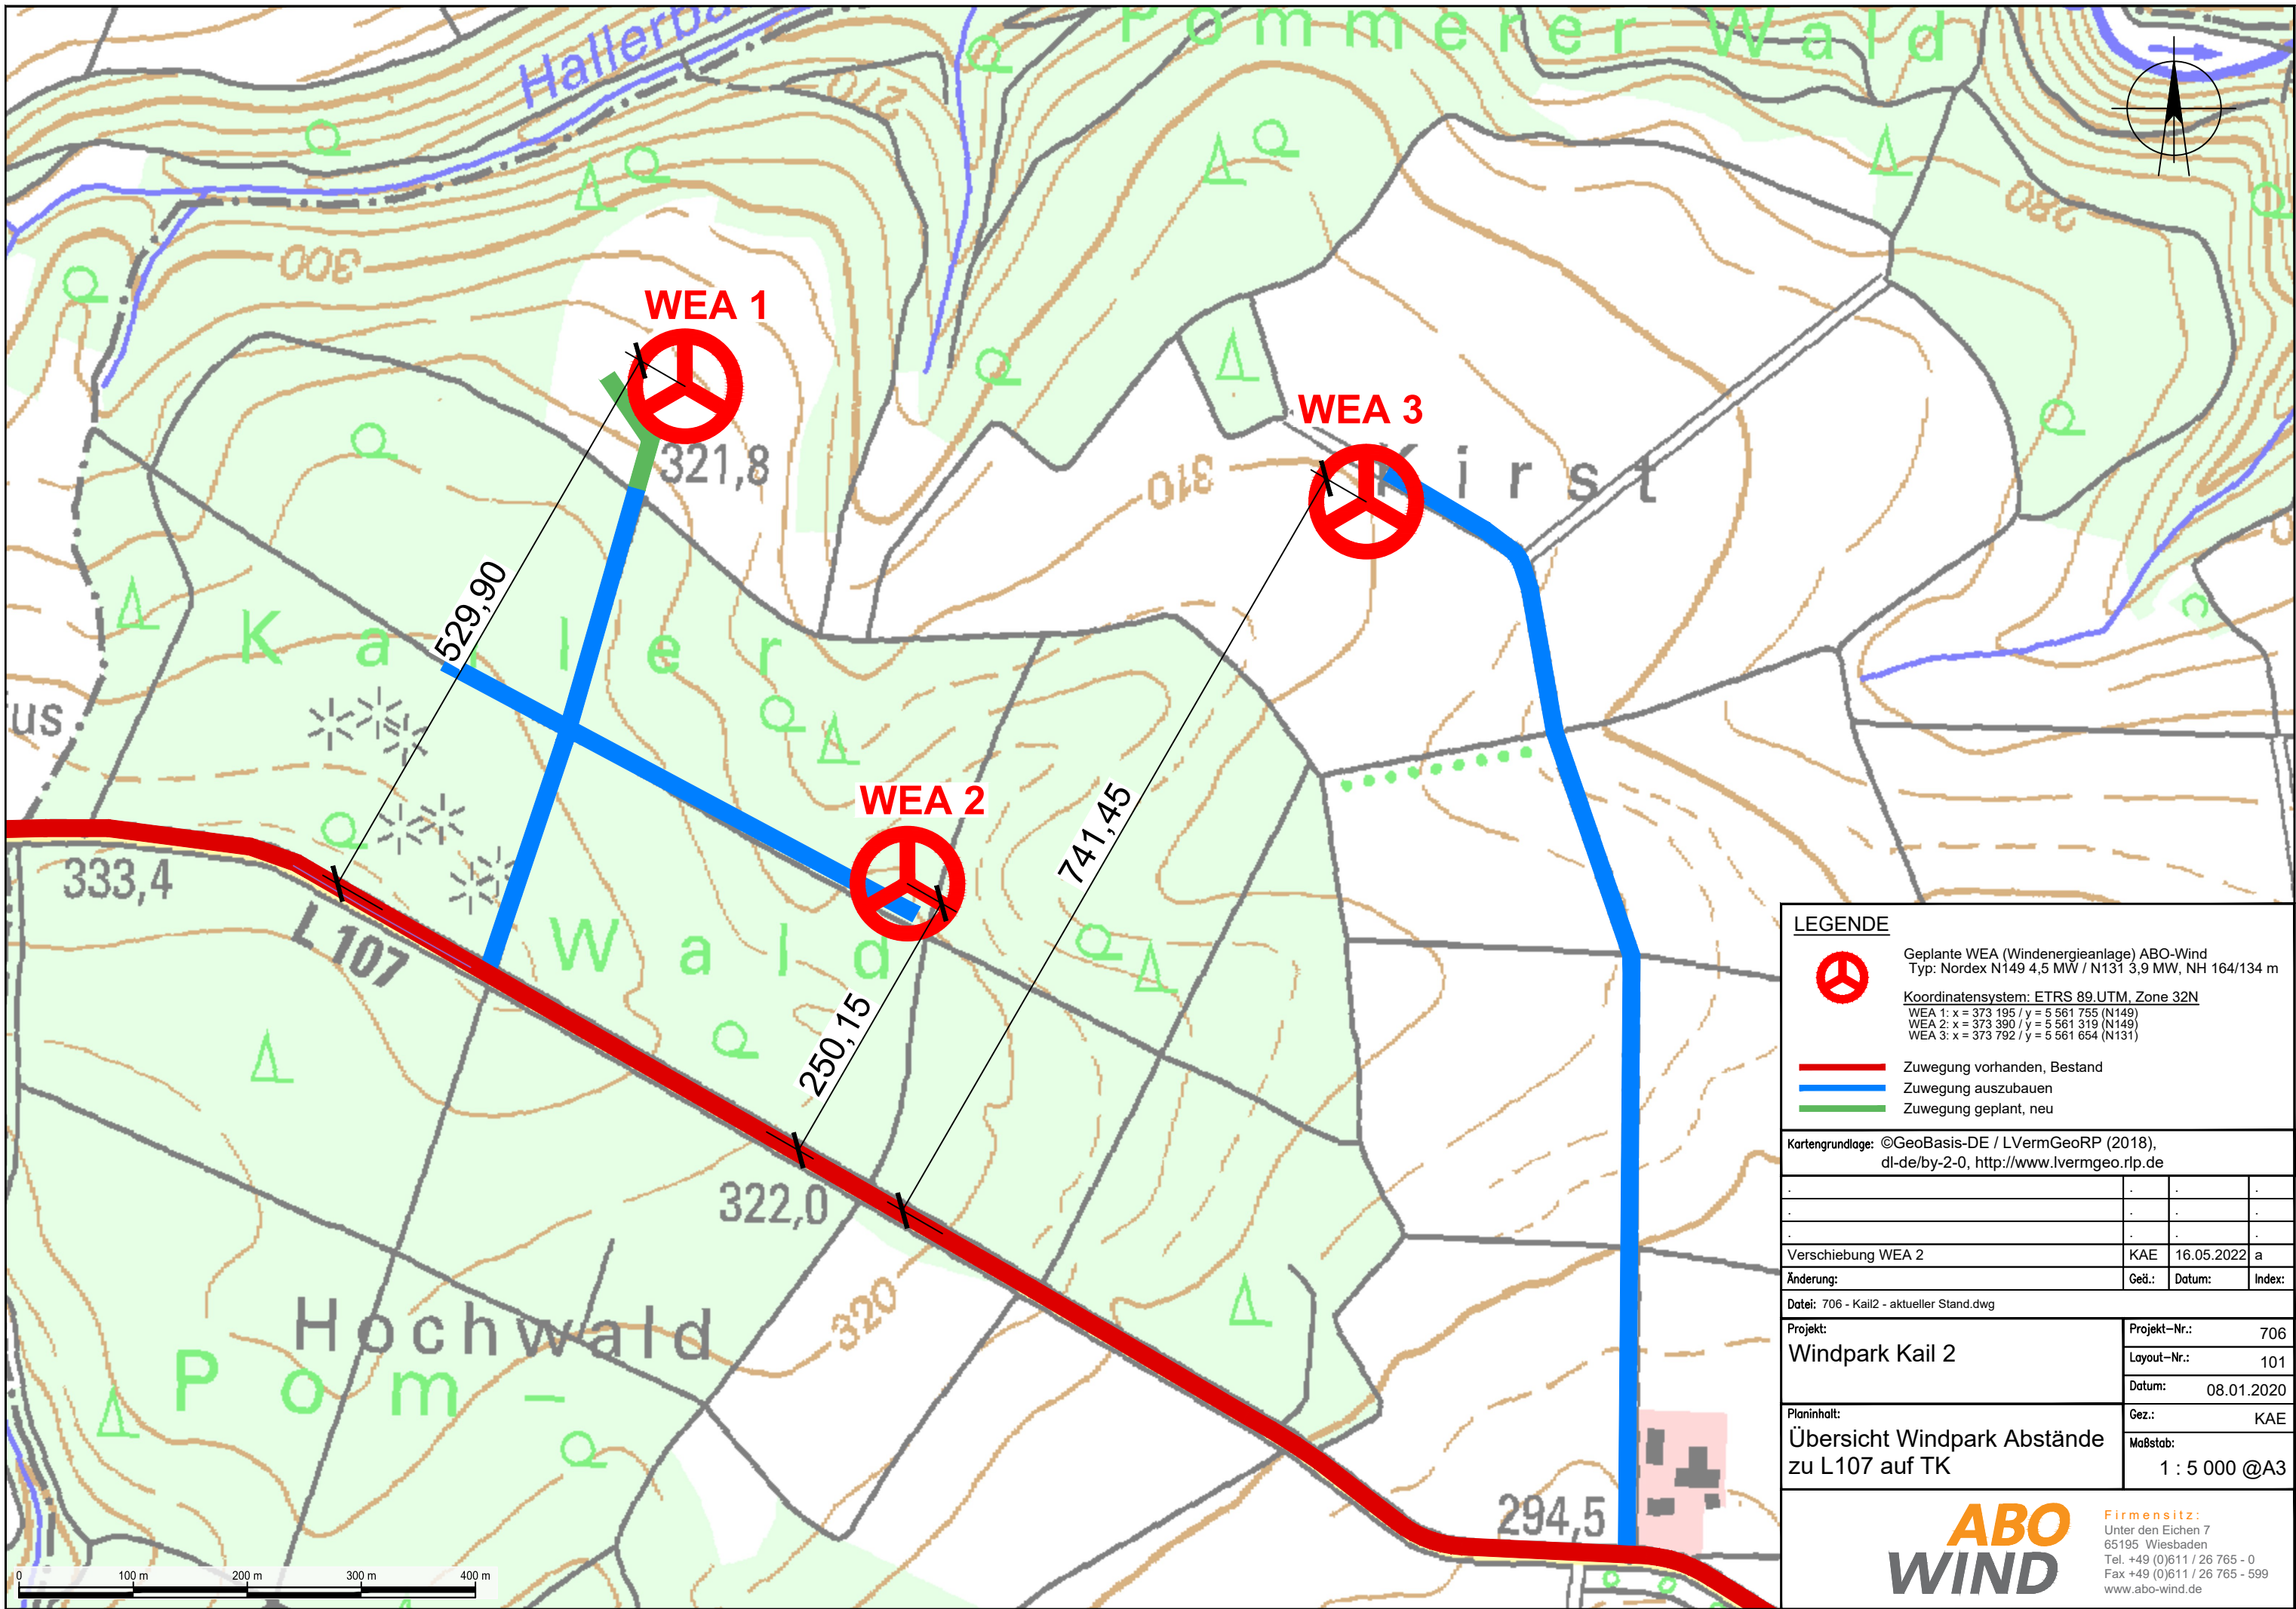 Hallerba
Pommerer Wald
270
280
300
WEA 1
321,8
WEA 3
Kirst
310
529,90
Kailer
us.
WEA 2
741,45
333,4
L 107
Wald
250,15
322,0
320
Hochwald
Pom-
294,5
0 100 m 200 m 300 m 400 m
LEGENDE
Geplante WEA (Windenergieanlage) ABO-Wind
Typ: Nordex N149 4,5 MW / N131 3,9 MW, NH 164/134 m
Koordinatensystem: ETRS 89.UTM, Zone 32N
WEA 1: x = 373 195 / y = 5 561 755 (N149)
WEA 2: x = 373 390 / y = 5 561 319 (N149)
WEA 3: x = 373 792 / y = 5 561 654 (N131)
Zuwegung vorhanden, Bestand
Zuwegung auszubauen
Zuwegung geplant, neu
Kartengrundlage: ©GeoBasis-DE / LVermGeoRP (2018),
dl-de/by-2-0, http://www.lvermgeo.rlp.de
. . . .
. . . .
. . . .
Verschiebung WEA 2 KAE 16.05.2022 a
Änderung: Geä.: Datum: Index:
Datei: 706 - Kail2 - aktueller Stand.dwg
Projekt:
Windpark Kail 2
Projekt-Nr.: 706
Layout-Nr.: 101
Datum: 08.01.2020
Planinhalt:
Übersicht Windpark Abstände
zu L107 auf TK
Gez.: KAE
Maßstab:
1 : 5 000 @A3
ABO
WIND
Firmensitz:
Unter den Eichen 7
65195 Wiesbaden
Tel. +49 (0)611 / 26 765 - 0
Fax +49 (0)611 / 26 765 - 599
www.abo-wind.de